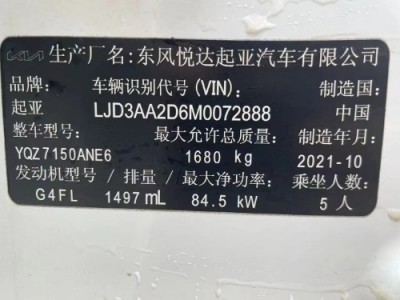 KIA 生产厂名:东风悦达起亚汽车有限公司
品牌: 车辆识别代号(VIN): 制造国:
起亚 LJD3AA2D6M0072888 中国
整车型号: 最大允许总质量: 制造年月:
YQZ7150ANE6 1680 kg 2021-10
发动机型号 / 排量 / 最大净功率: 乘坐人数:
G4FL 1497 mL 84.5 kW 5 人